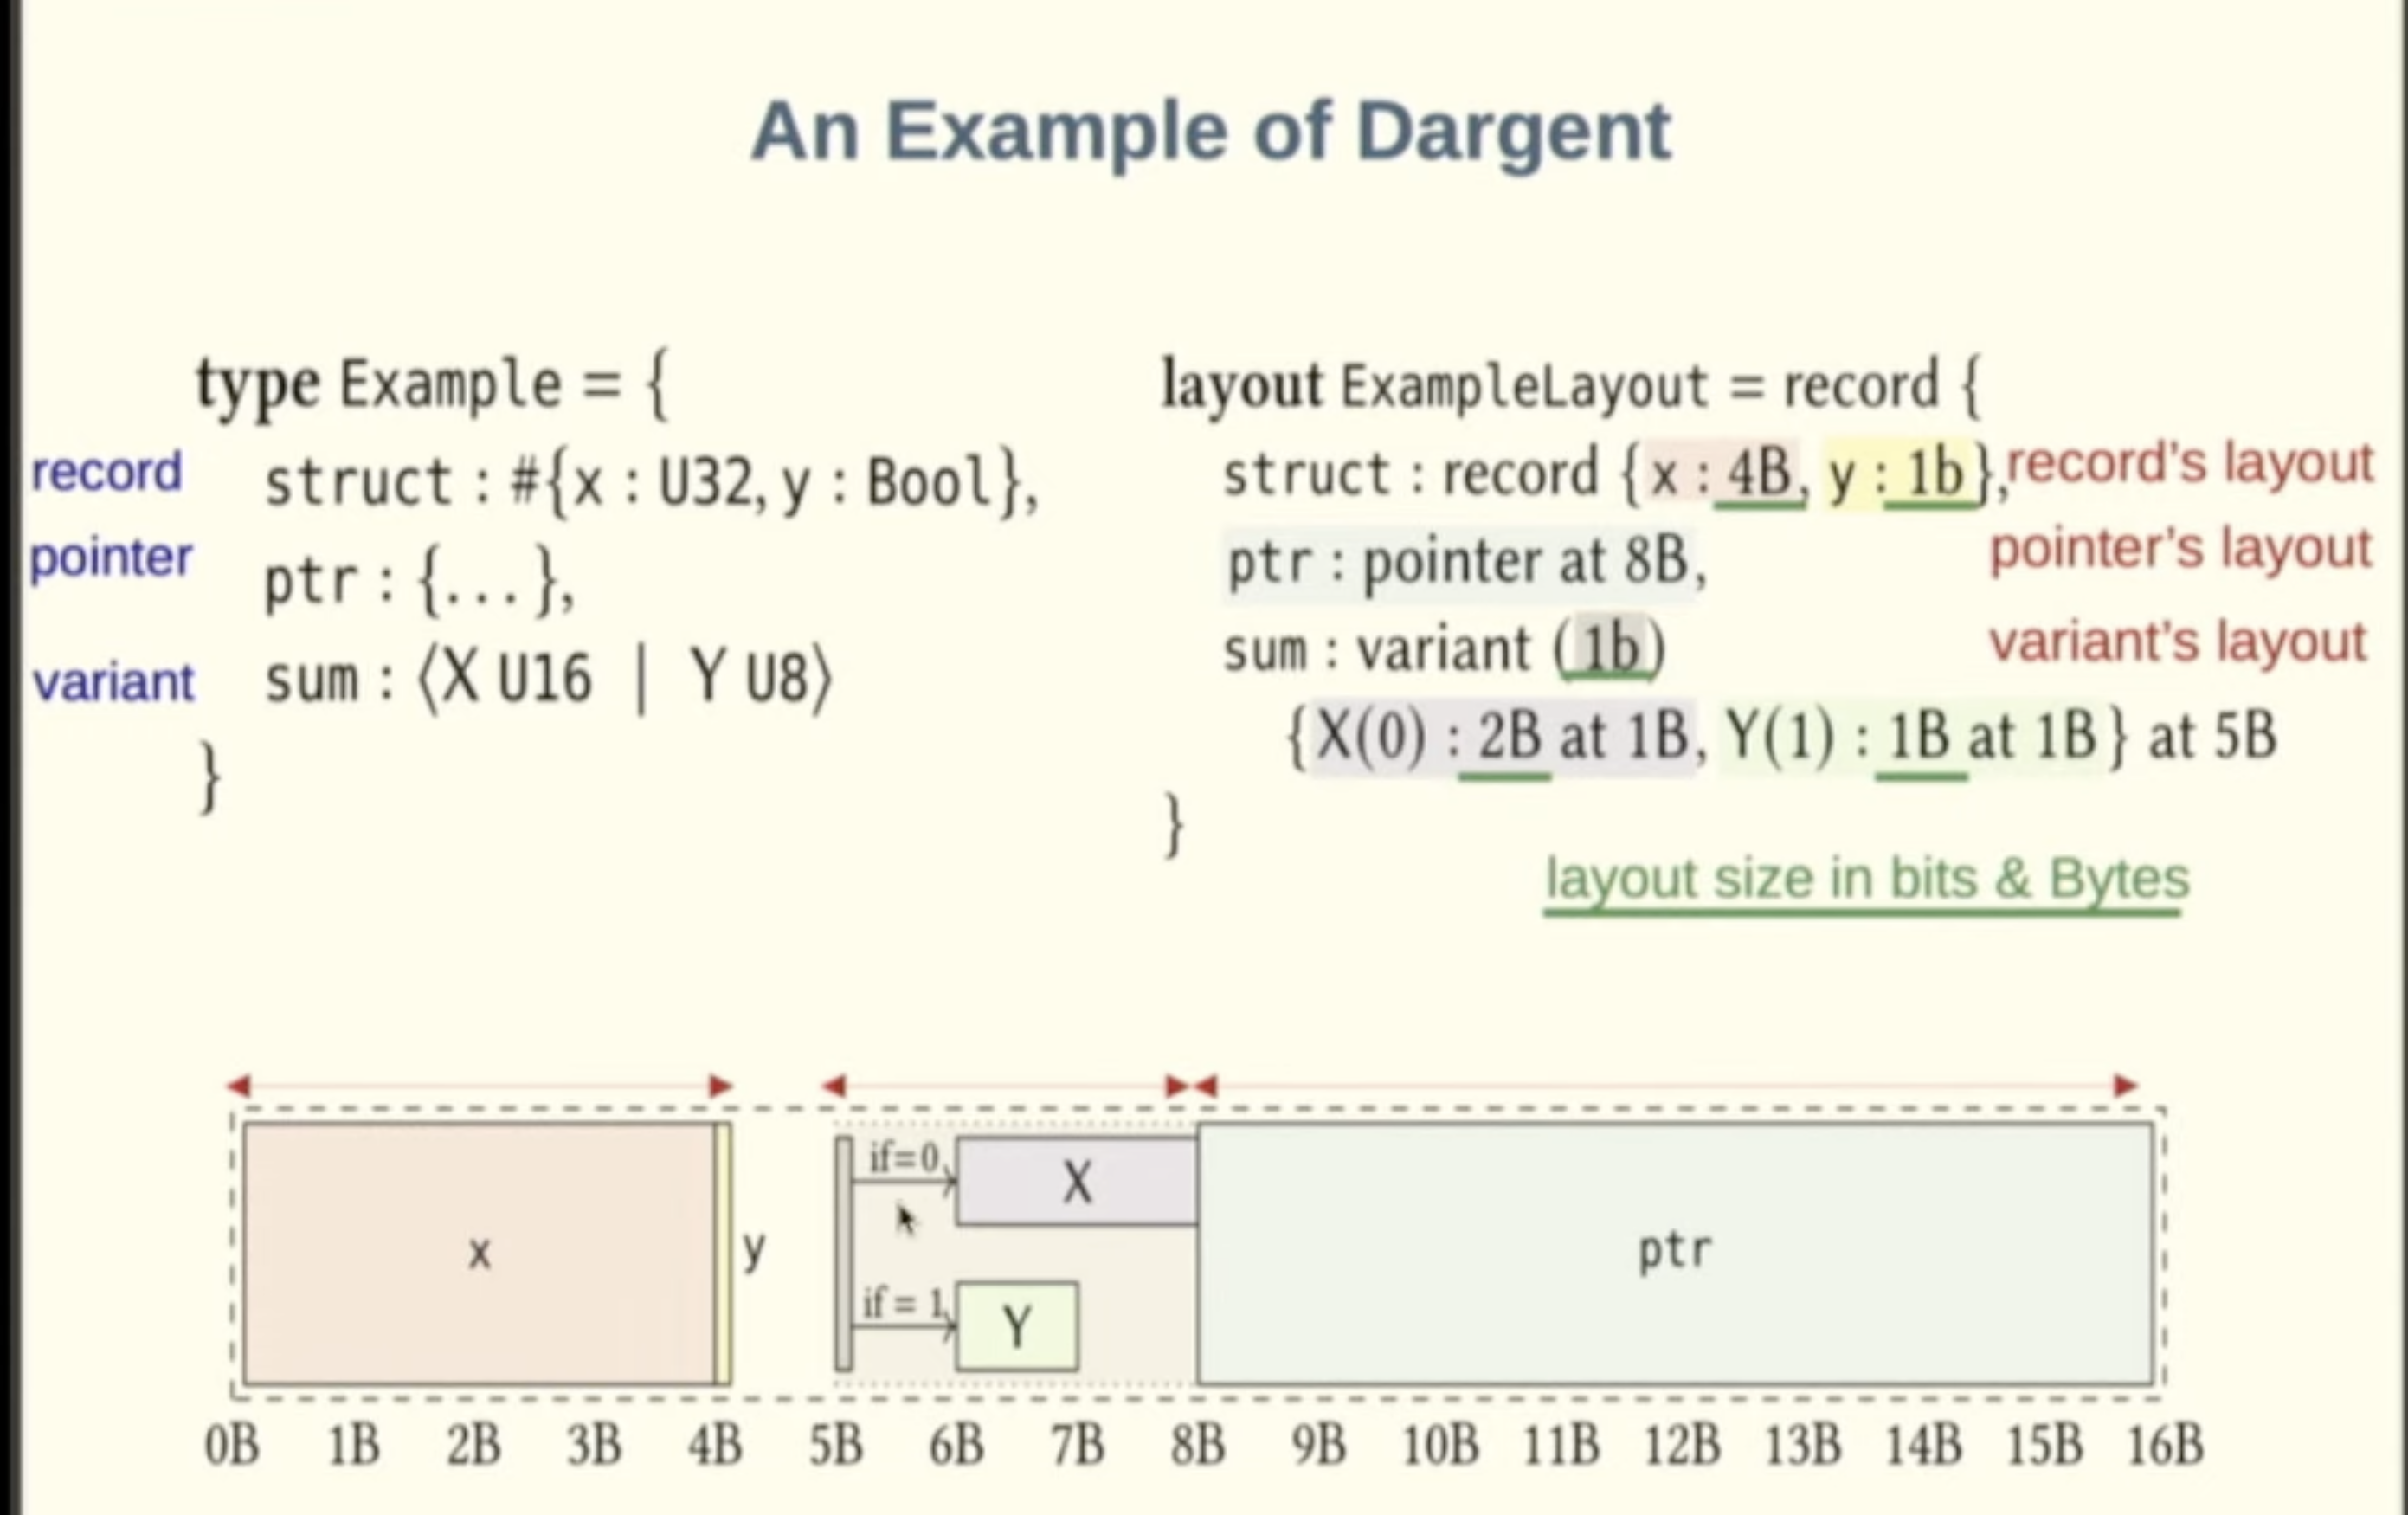 An Example of Dargent
type Example = {
record struct : #{x : U32, y : Bool},
pointer ptr : {...},
variant sum : ⟨X U16 | Y U8⟩
}
layout ExampleLayout = record {
struct : record {x : 4B, y : 1b}, record's layout
ptr : pointer at 8B, pointer's layout
sum : variant (1b) variant's layout
{X(0) : 2B at 1B, Y(1) : 1B at 1B} at 5B
}
layout size in bits & Bytes
if=0 X
x y ptr
if = 1 Y
0B 1B 2B 3B 4B 5B 6B 7B 8B 9B 10B 11B 12B 13B 14B 15B 16B